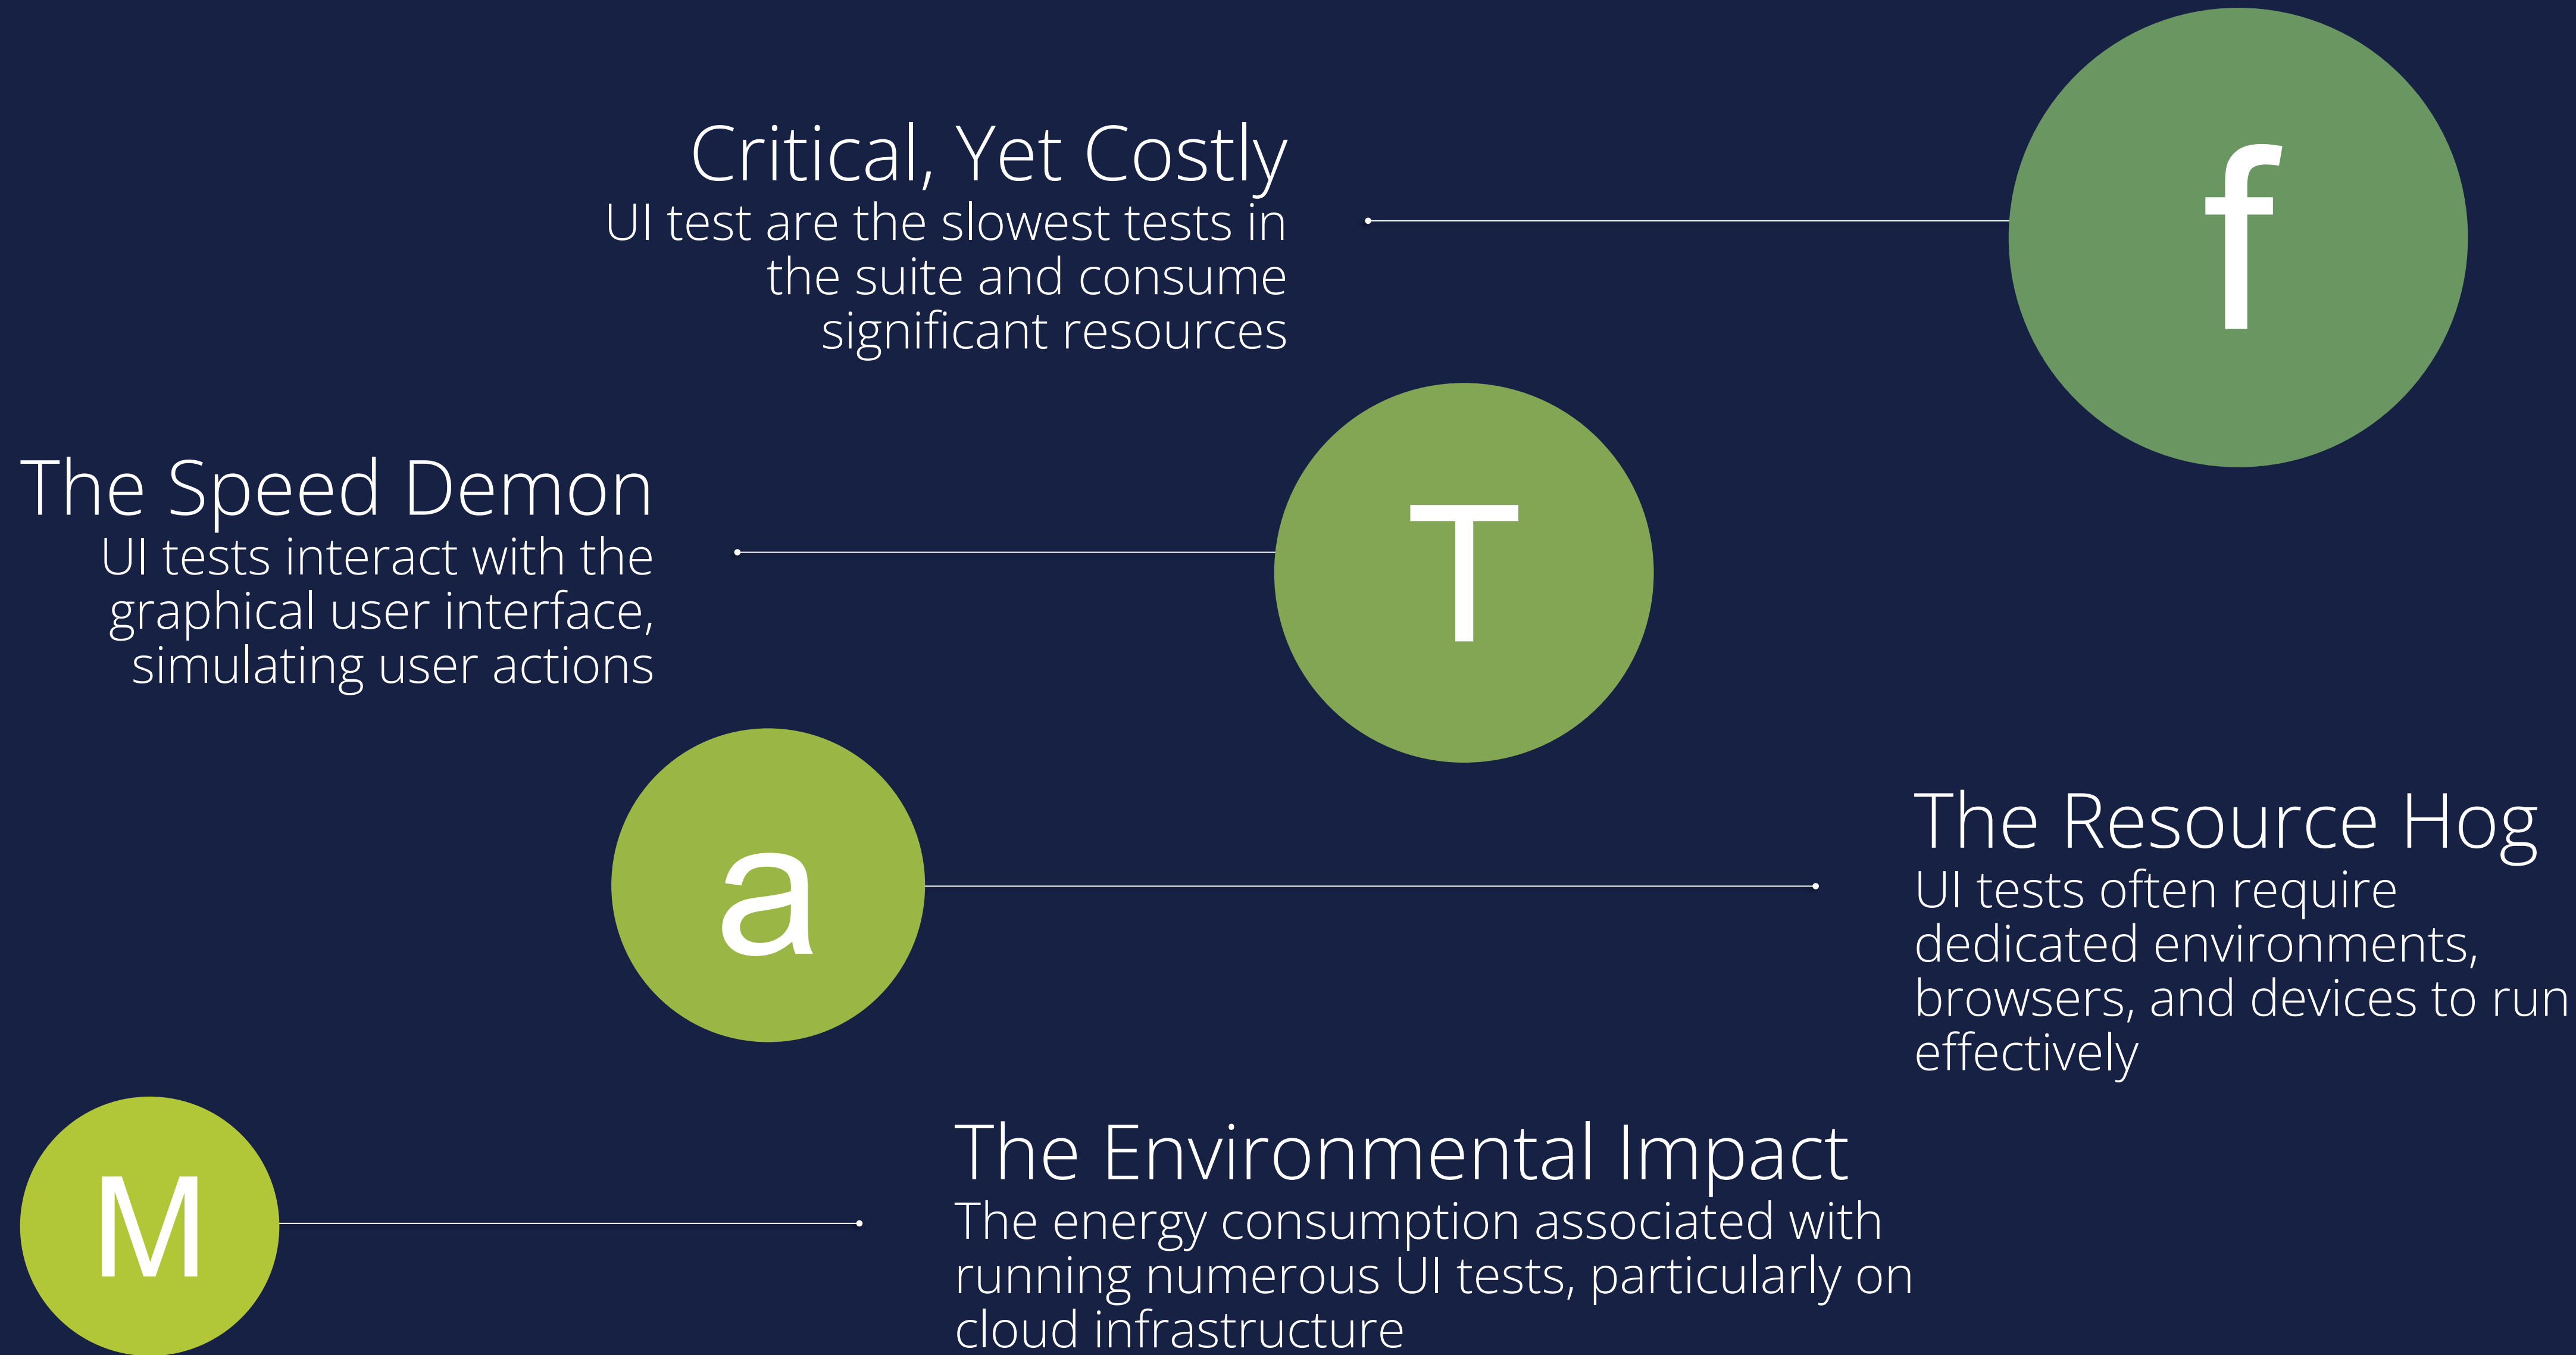 Critical, Yet Costly
UI test are the slowest tests in
the suite and consume
significant resources
f
The Speed Demon
UI tests interact with the
graphical user interface,
simulating user actions
T
a
The Resource Hog
UI tests often require
dedicated environments,
browsers, and devices to run
effectively
M
The Environmental Impact
The energy consumption associated with
running numerous UI tests, particularly on
cloud infrastructure